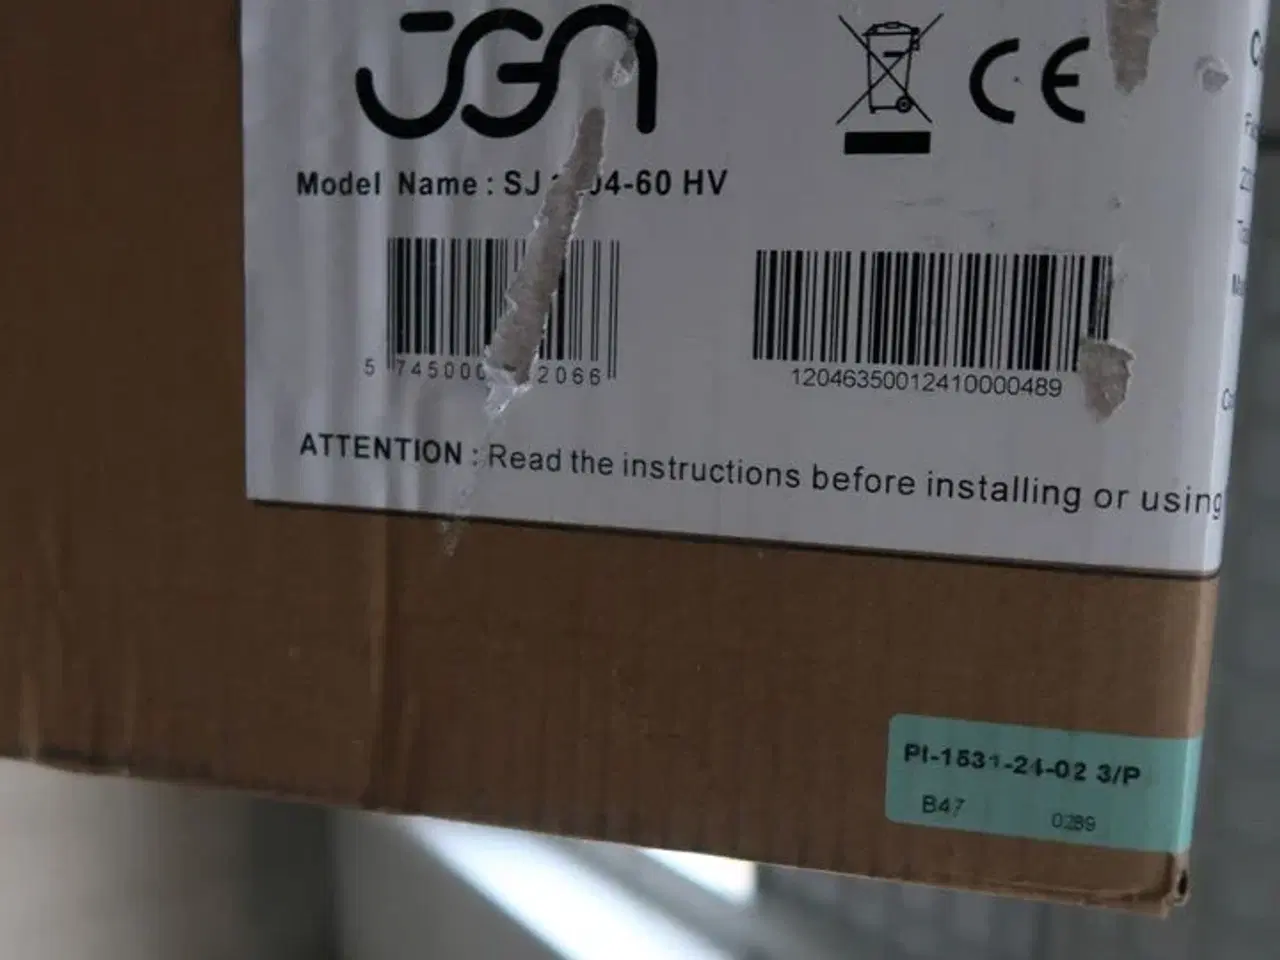 JGA
Model Name : SJ 04-60 HV
CE
5 745000 2066
12046350012410000489
ATTENTION : Read the instructions before installing or using
PI-1531-24-02 3/P
B47 0289